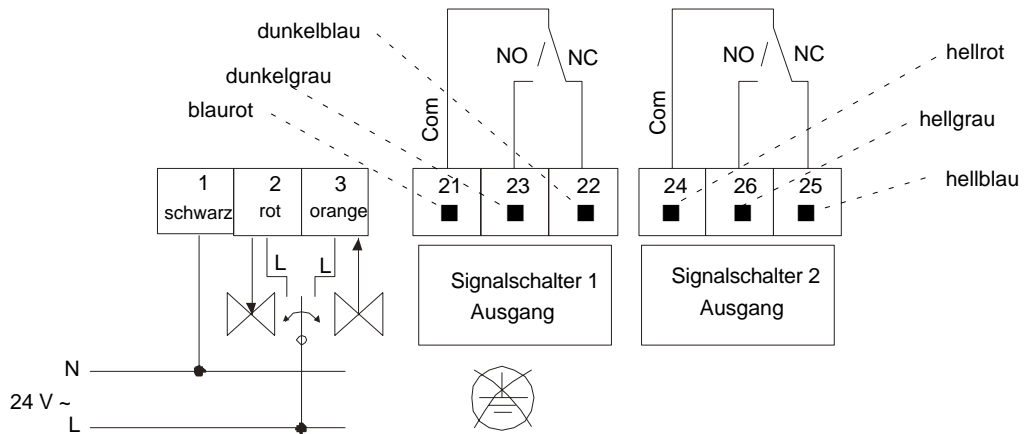 dunkelblau
dunkelgrau
blaurot
NO
NC
Com
NO
NC
Com
hellrot
hellgrau
hellblau
1
schwarz
2
rot
3
orange
21
23
22
24
26
25
L
L
Signalschalter 1
Ausgang
Signalschalter 2
Ausgang
N
24 V ~
L